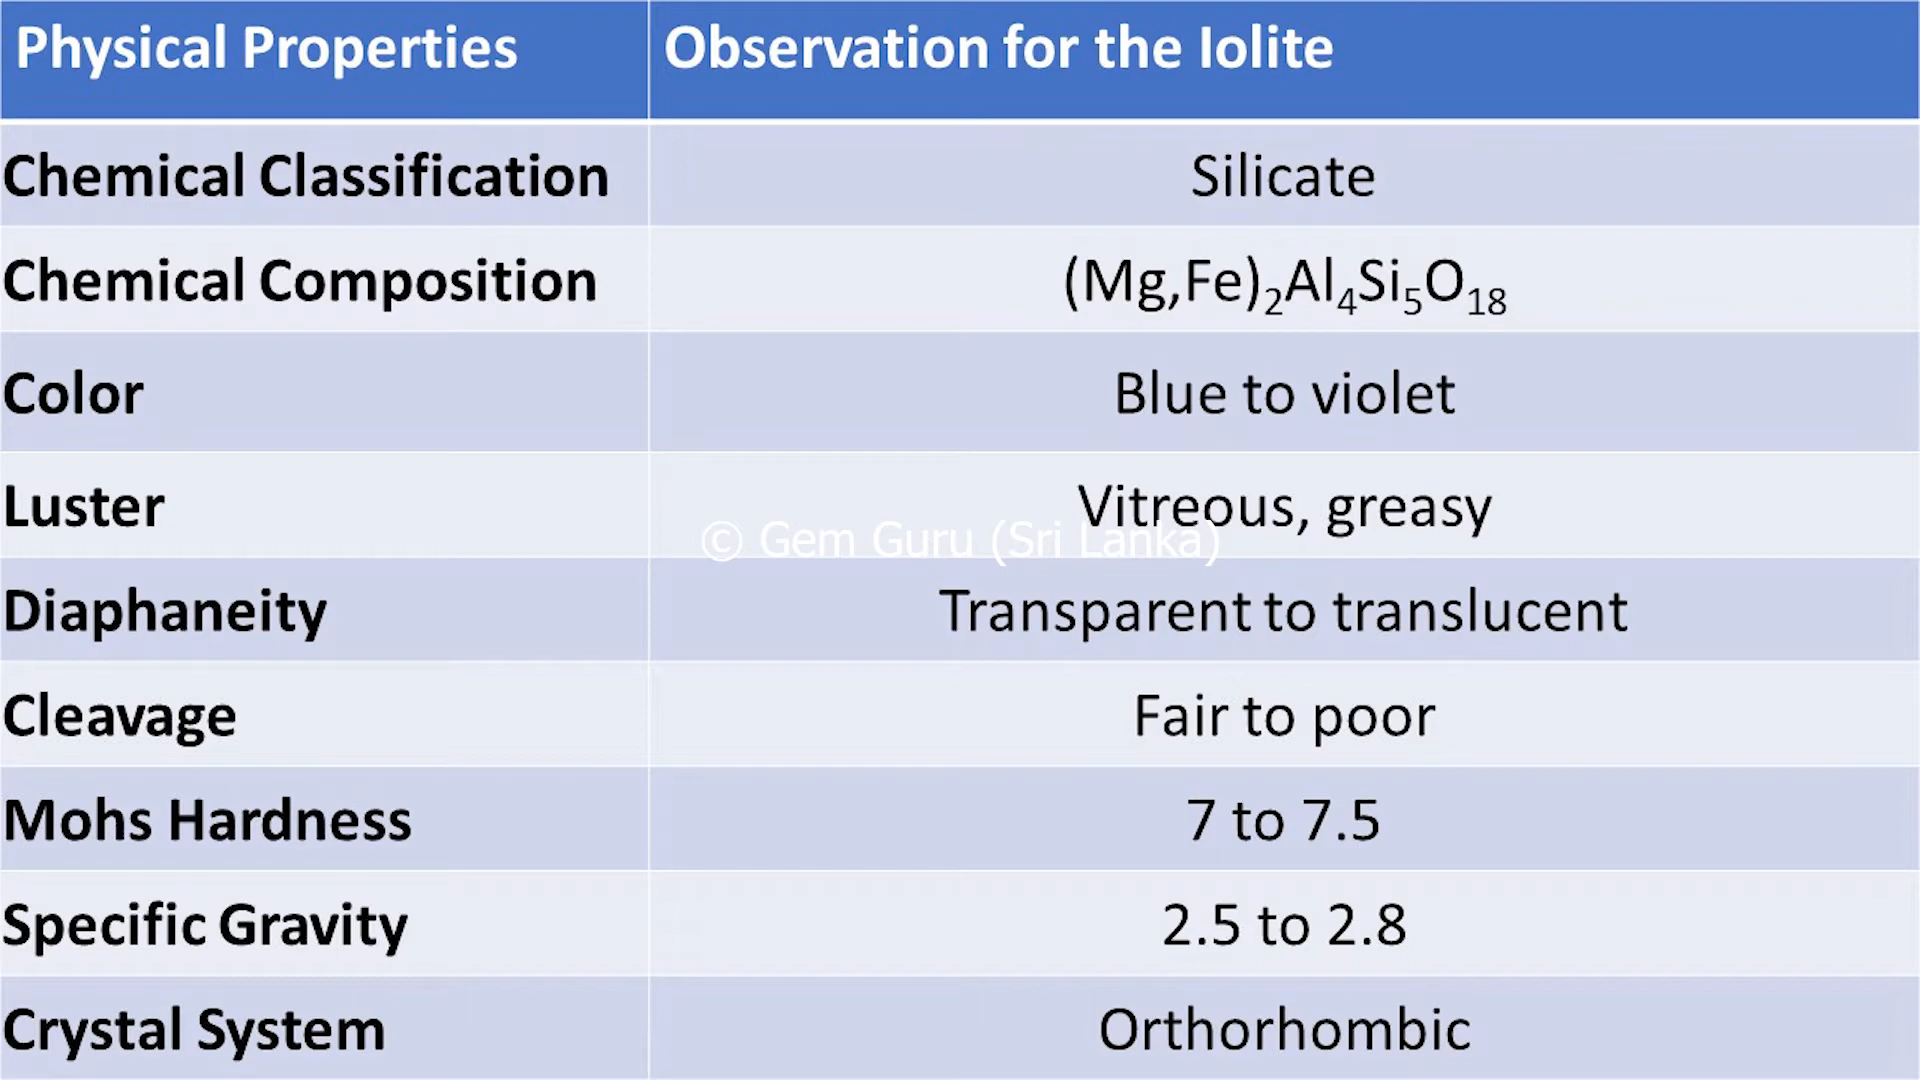 Physical Properties Observation for the Iolite
Chemical Classification Silicate
Chemical Composition (Mg,Fe)₂Al₄Si₅O₁₈
Color Blue to violet
Luster Vitreous, greasy
© Gem Guru (Sri Lanka)
Diaphaneity Transparent to translucent
Cleavage Fair to poor
Mohs Hardness 7 to 7.5
Specific Gravity 2.5 to 2.8
Crystal System Orthorhombic